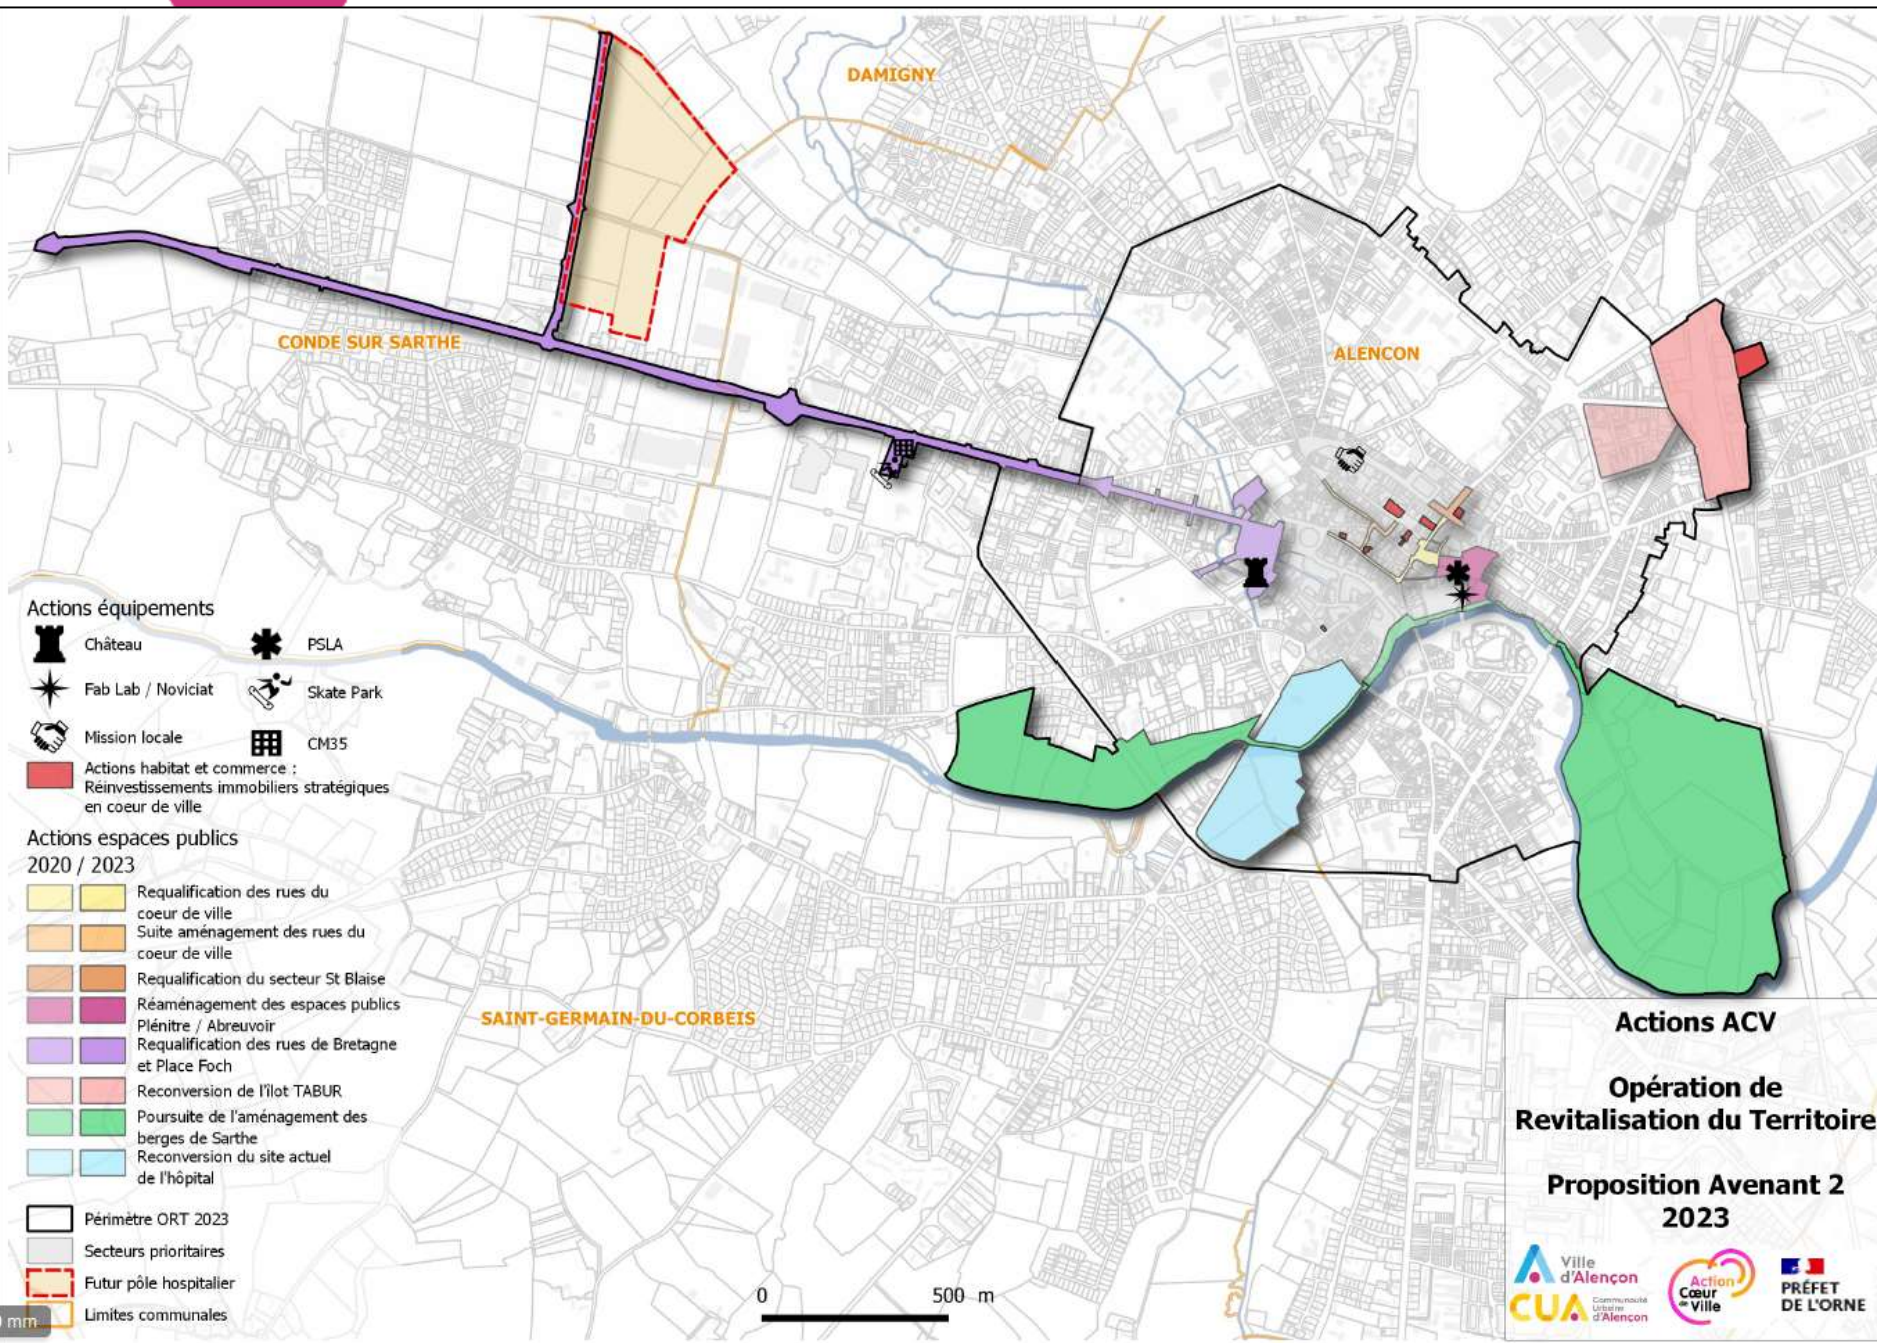 DAMIGNY
CONDE SUR SARTHE
ALENCON
SAINT-GERMAIN-DU-CORBEIS
Actions équipements
Château
PSLA
Fab Lab / Noviciat
Skate Park
Mission locale
CM35
Actions habitat et commerce :
Réinvestissements immobiliers stratégiques
en coeur de ville
Actions espaces publics
2020 / 2023
Requalification des rues du
coeur de ville
Suite aménagement des rues du
coeur de ville
Requalification du secteur St Blaise
Réaménagement des espaces publics
Plénitre / Abreuvoir
Requalification des rues de Bretagne
et Place Foch
Reconversion de l'îlot TABUR
Poursuite de l'aménagement des
berges de Sarthe
Reconversion du site actuel
de l'hôpital
Périmètre ORT 2023
Secteurs prioritaires
Futur pôle hospitalier
Limites communales
mm
0 500 m
Actions ACV
Opération de
Revitalisation du Territoire
Proposition Avenant 2
2023
Ville
d'Alençon
CUA
Communauté
Urbaine
d'Alençon
Action
Cœur
de Ville
PRÉFET
DE L'ORNE